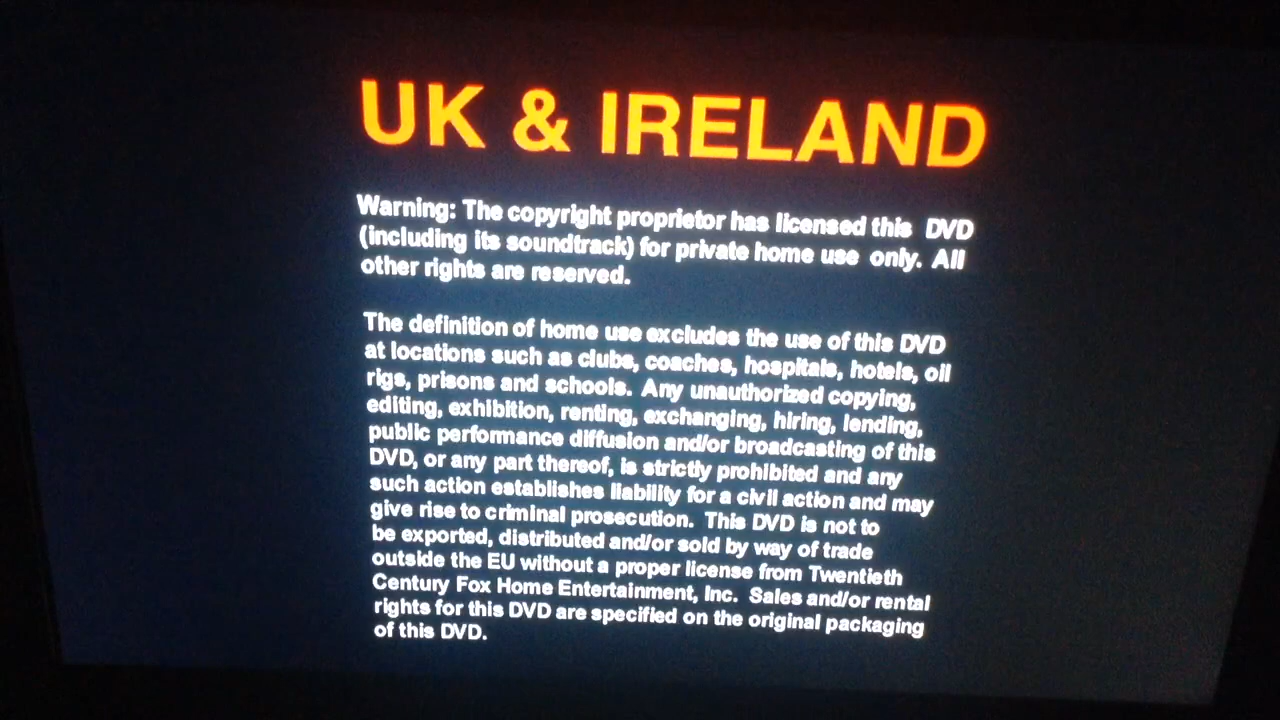 UK & IRELAND
Warning: The copyright proprietor has licensed this DVD
(including its soundtrack) for private home use only. All
other rights are reserved.
The definition of home use excludes the use of this DVD
at locations such as clubs, coaches, hospitals, hotels, oil
rigs, prisons and schools. Any unauthorized copying,
editing, exhibition, renting, exchanging, hiring, lending,
public performance diffusion and/or broadcasting of this
DVD, or any part thereof, is strictly prohibited and any
such action establishes liability for a civil action and may
give rise to criminal prosecution. This DVD is not to
be exported, distributed and/or sold by way of trade
outside the EU without a proper license from Twentieth
Century Fox Home Entertainment, Inc. Sales and/or rental
rights for this DVD are specified on the original packaging
of this DVD.